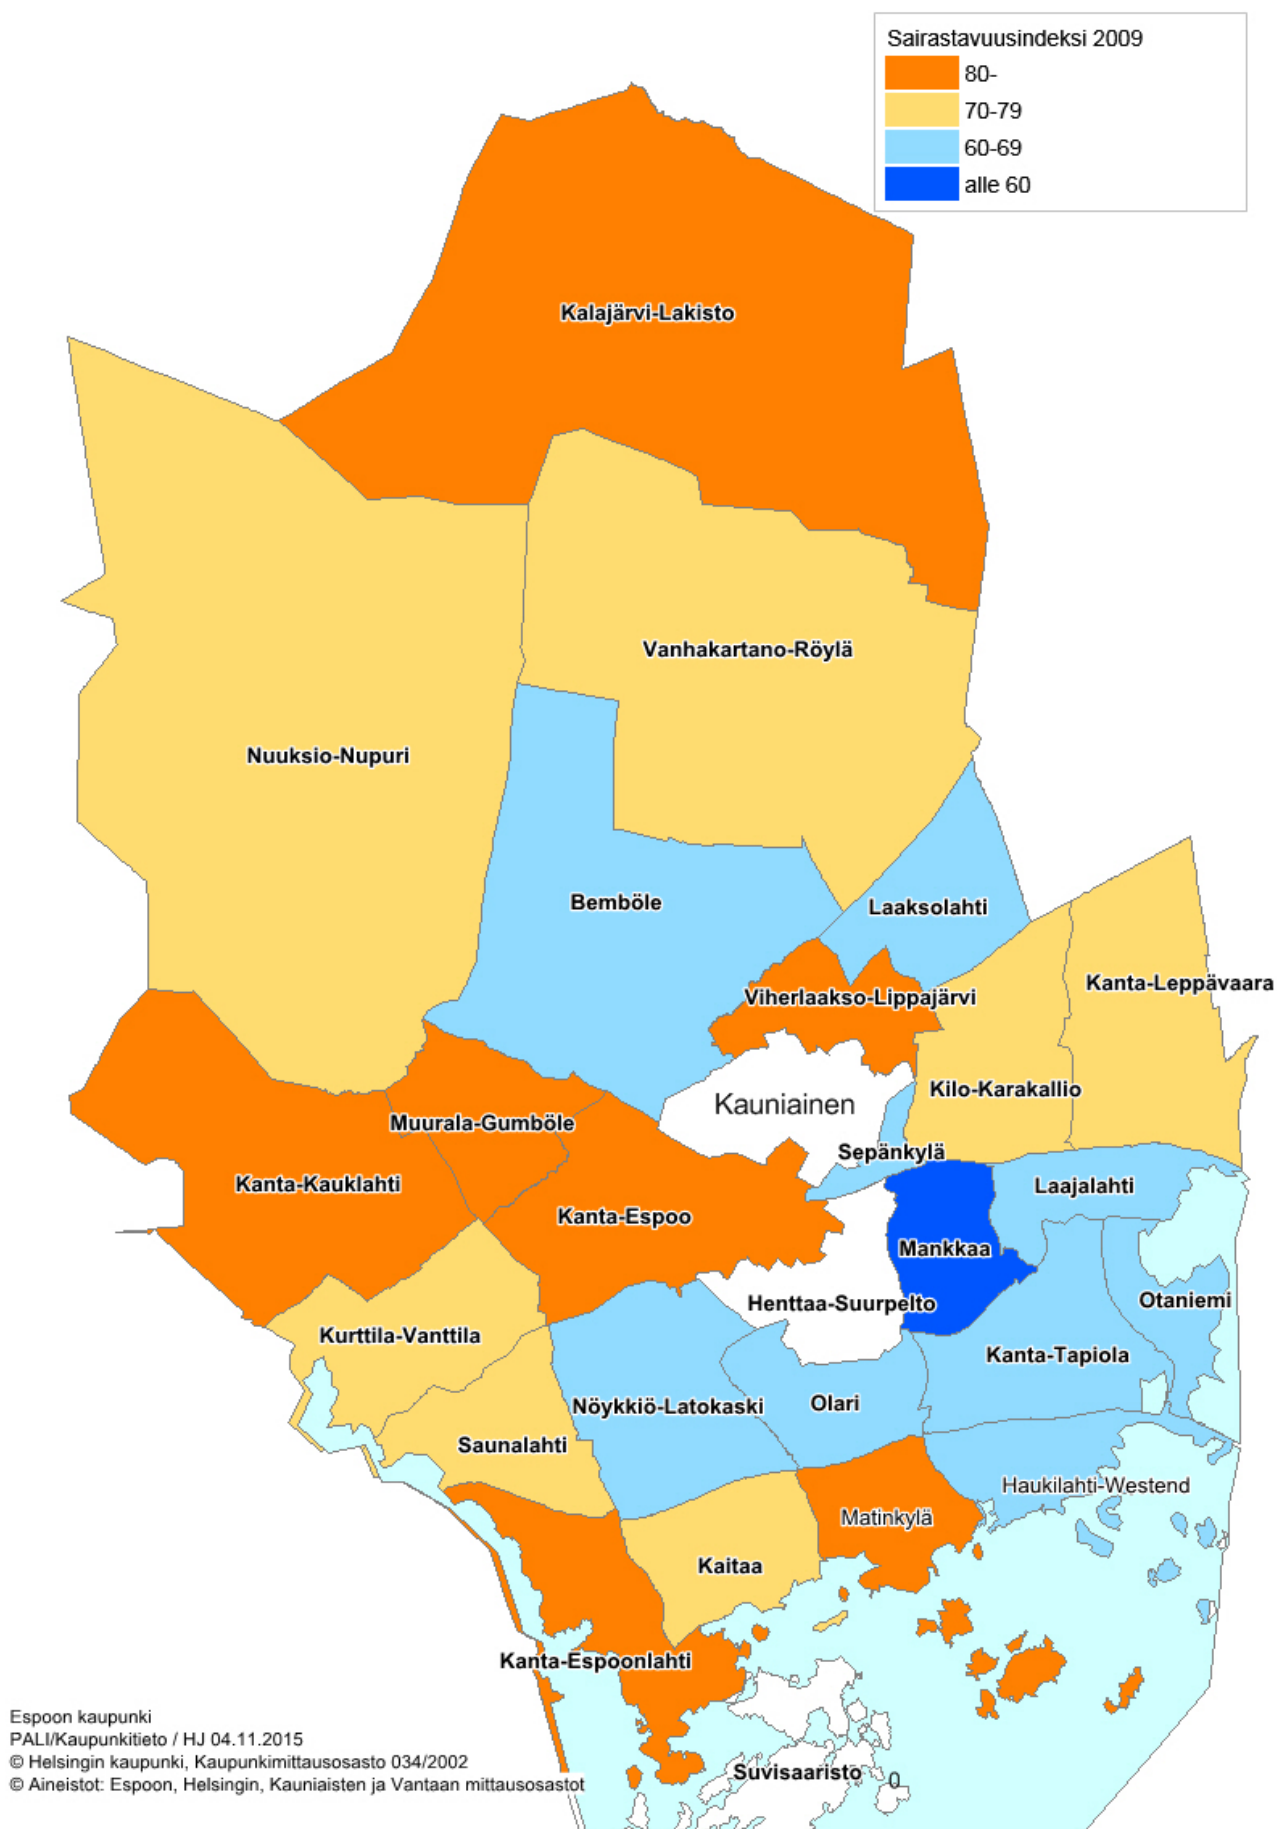 Sairastavuusindeksi 2009
80-
70-79
60-69
alle 60
Kalajärvi-Lakisto
Vanhakartano-Röylä
Nuuksio-Nupuri
Bemböle
Laaksolahti
Kanta-Leppävaara
Viherlaakso-Lippajärvi
Kilo-Karakallio
Kauniainen
Muurala-Gumböle
Sepänkylä
Kanta-Kauklahti
Laajalahti
Kanta-Espoo
Mankkaa
Otaniemi
Henttaa-Suurpelto
Kurttila-Vanttila
Kanta-Tapiola
Nöykkiö-Latokaski
Olari
Saunalahti
Haukilahti-Westend
Matinkylä
Kaitaa
Kanta-Espoonlahti
Suvisaaristo
0
Espoon kaupunki
PALI/Kaupunkitieto / HJ 04.11.2015
© Helsingin kaupunki, Kaupunkimittausosasto 034/2002
© Aineistot: Espoon, Helsingin, Kauniaisten ja Vantaan mittausosastot